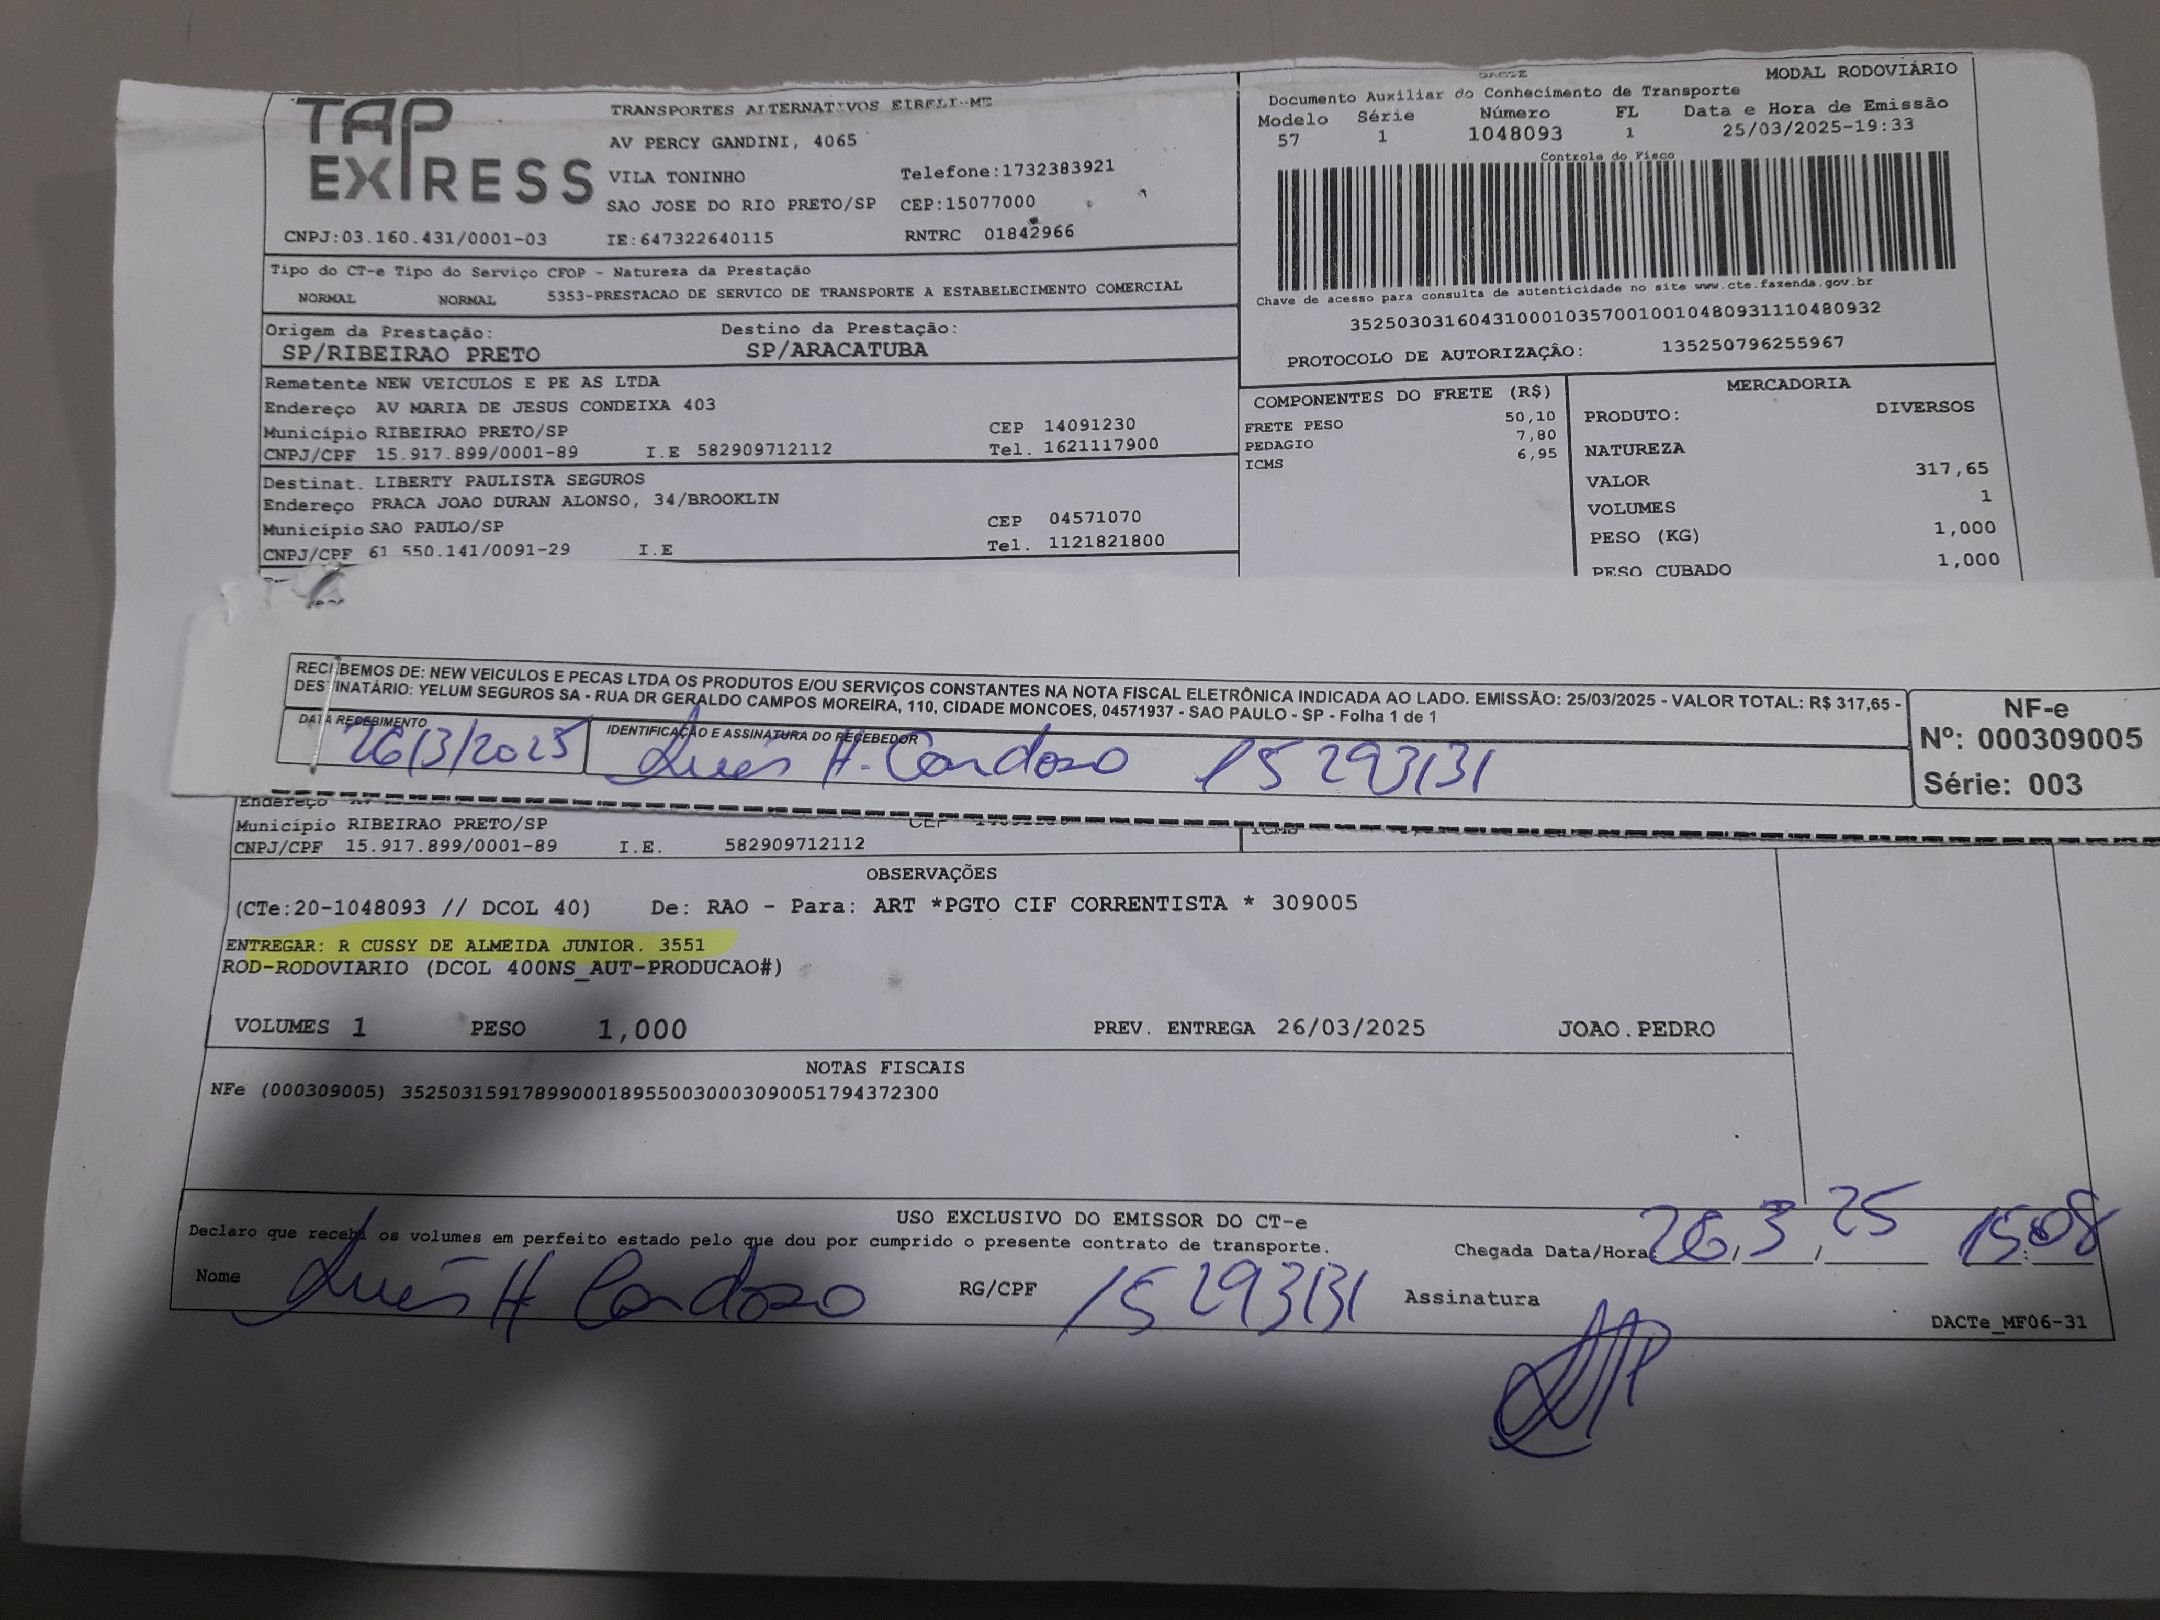 TAP EXPRESS
TRANSPORTES ALTERNATIVOS EIRELI-ME
AV PERCY GANDINI, 4065
VILA TONINHO Telefone:1732383921
SAO JOSE DO RIO PRETO/SP CEP:15077000
CNPJ:03.160.431/0001-03 IE:647322640115 RNTRC 01842966
DACTE MODAL RODOVIÁRIO
Documento Auxiliar do Conhecimento de Transporte
Modelo Série Número FL Data e Hora de Emissão
57 1 1048093 1 25/03/2025-19:33
Controle do Fisco
Chave de acesso para consulta de autenticidade no site www.cte.fazenda.gov.br
35250303160431000103570010010480931110480932
PROTOCOLO DE AUTORIZAÇÃO: 135250796255967
Tipo do CT-e Tipo do Serviço CFOP - Natureza da Prestação
NORMAL NORMAL 5353-PRESTACAO DE SERVICO DE TRANSPORTE A ESTABELECIMENTO COMERCIAL
Origem da Prestação: Destino da Prestação:
SP/RIBEIRAO PRETO SP/ARACATUBA
Remetente NEW VEICULOS E PE AS LTDA
Endereço AV MARIA DE JESUS CONDEIXA 403
Município RIBEIRAO PRETO/SP CEP 14091230
CNPJ/CPF 15.917.899/0001-89 I.E 582909712112 Tel. 1621117900
Destinat. LIBERTY PAULISTA SEGUROS
Endereço PRACA JOAO DURAN ALONSO, 34/BROOKLIN
Município SAO PAULO/SP CEP 04571070
CNPJ/CPF 61 550.141/0091-29 I.E Tel. 1121821800
COMPONENTES DO FRETE (R$)
FRETE PESO 50,10
PEDAGIO 7,80
ICMS 6,95
MERCADORIA
PRODUTO: DIVERSOS
NATUREZA
VALOR 317,65
VOLUMES 1
PESO (KG) 1,000
PESO CUBADO 1,000
RECEBEMOS DE: NEW VEICULOS E PECAS LTDA OS PRODUTOS E/OU SERVIÇOS CONSTANTES NA NOTA FISCAL ELETRÔNICA INDICADA AO LADO. EMISSÃO: 25/03/2025 - VALOR TOTAL: R$ 317,65 -
DESTINATÁRIO: YELUM SEGUROS SA - RUA DR GERALDO CAMPOS MOREIRA, 110, CIDADE MONCOES, 04571937 - SAO PAULO - SP - Folha 1 de 1
DATA RECEBIMENTO IDENTIFICAÇÃO E ASSINATURA DO RECEBEDOR
26/3/2025 H. Cardoso 15293131
NF-e
Nº: 000309005
Série: 003
Endereço
Município RIBEIRAO PRETO/SP
CNPJ/CPF 15.917.899/0001-89 I.E. 582909712112
ICMS
OBSERVAÇÕES
(CTe:20-1048093 // DCOL 40) De: RAO - Para: ART *PGTO CIF CORRENTISTA * 309005
ENTREGAR: R CUSSY DE ALMEIDA JUNIOR. 3551
ROD-RODOVIARIO (DCOL 400NS_AUT-PRODUCAO#)
VOLUMES 1 PESO 1,000 PREV. ENTREGA 26/03/2025 JOAO.PEDRO
NOTAS FISCAIS
NFe (000309005) 35250315917899000189550030003090051794372300
USO EXCLUSIVO DO EMISSOR DO CT-e
Declaro que recebi os volumes em perfeito estado pelo que dou por cumprido o presente contrato de transporte.
Chegada Data/Hora: 26/3/25 15:08
Nome H Cardoso RG/CPF 15293131 Assinatura
DACTe_MF06-31